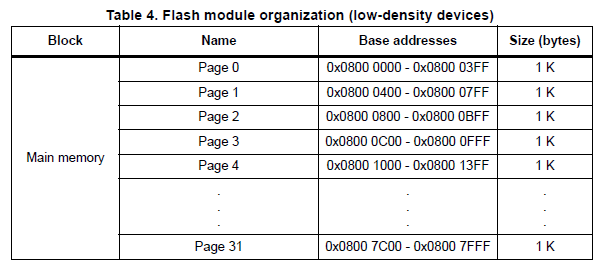 Table 4. Flash module organization (low-density devices)
Block Name Base addresses Size (bytes)
Main memory
Page 0 0x0800 0000 - 0x0800 03FF 1 K
Page 1 0x0800 0400 - 0x0800 07FF 1 K
Page 2 0x0800 0800 - 0x0800 0BFF 1 K
Page 3 0x0800 0C00 - 0x0800 0FFF 1 K
Page 4 0x0800 1000 - 0x0800 13FF 1 K
. . .
. . .
. . .
Page 31 0x0800 7C00 - 0x0800 7FFF 1 K